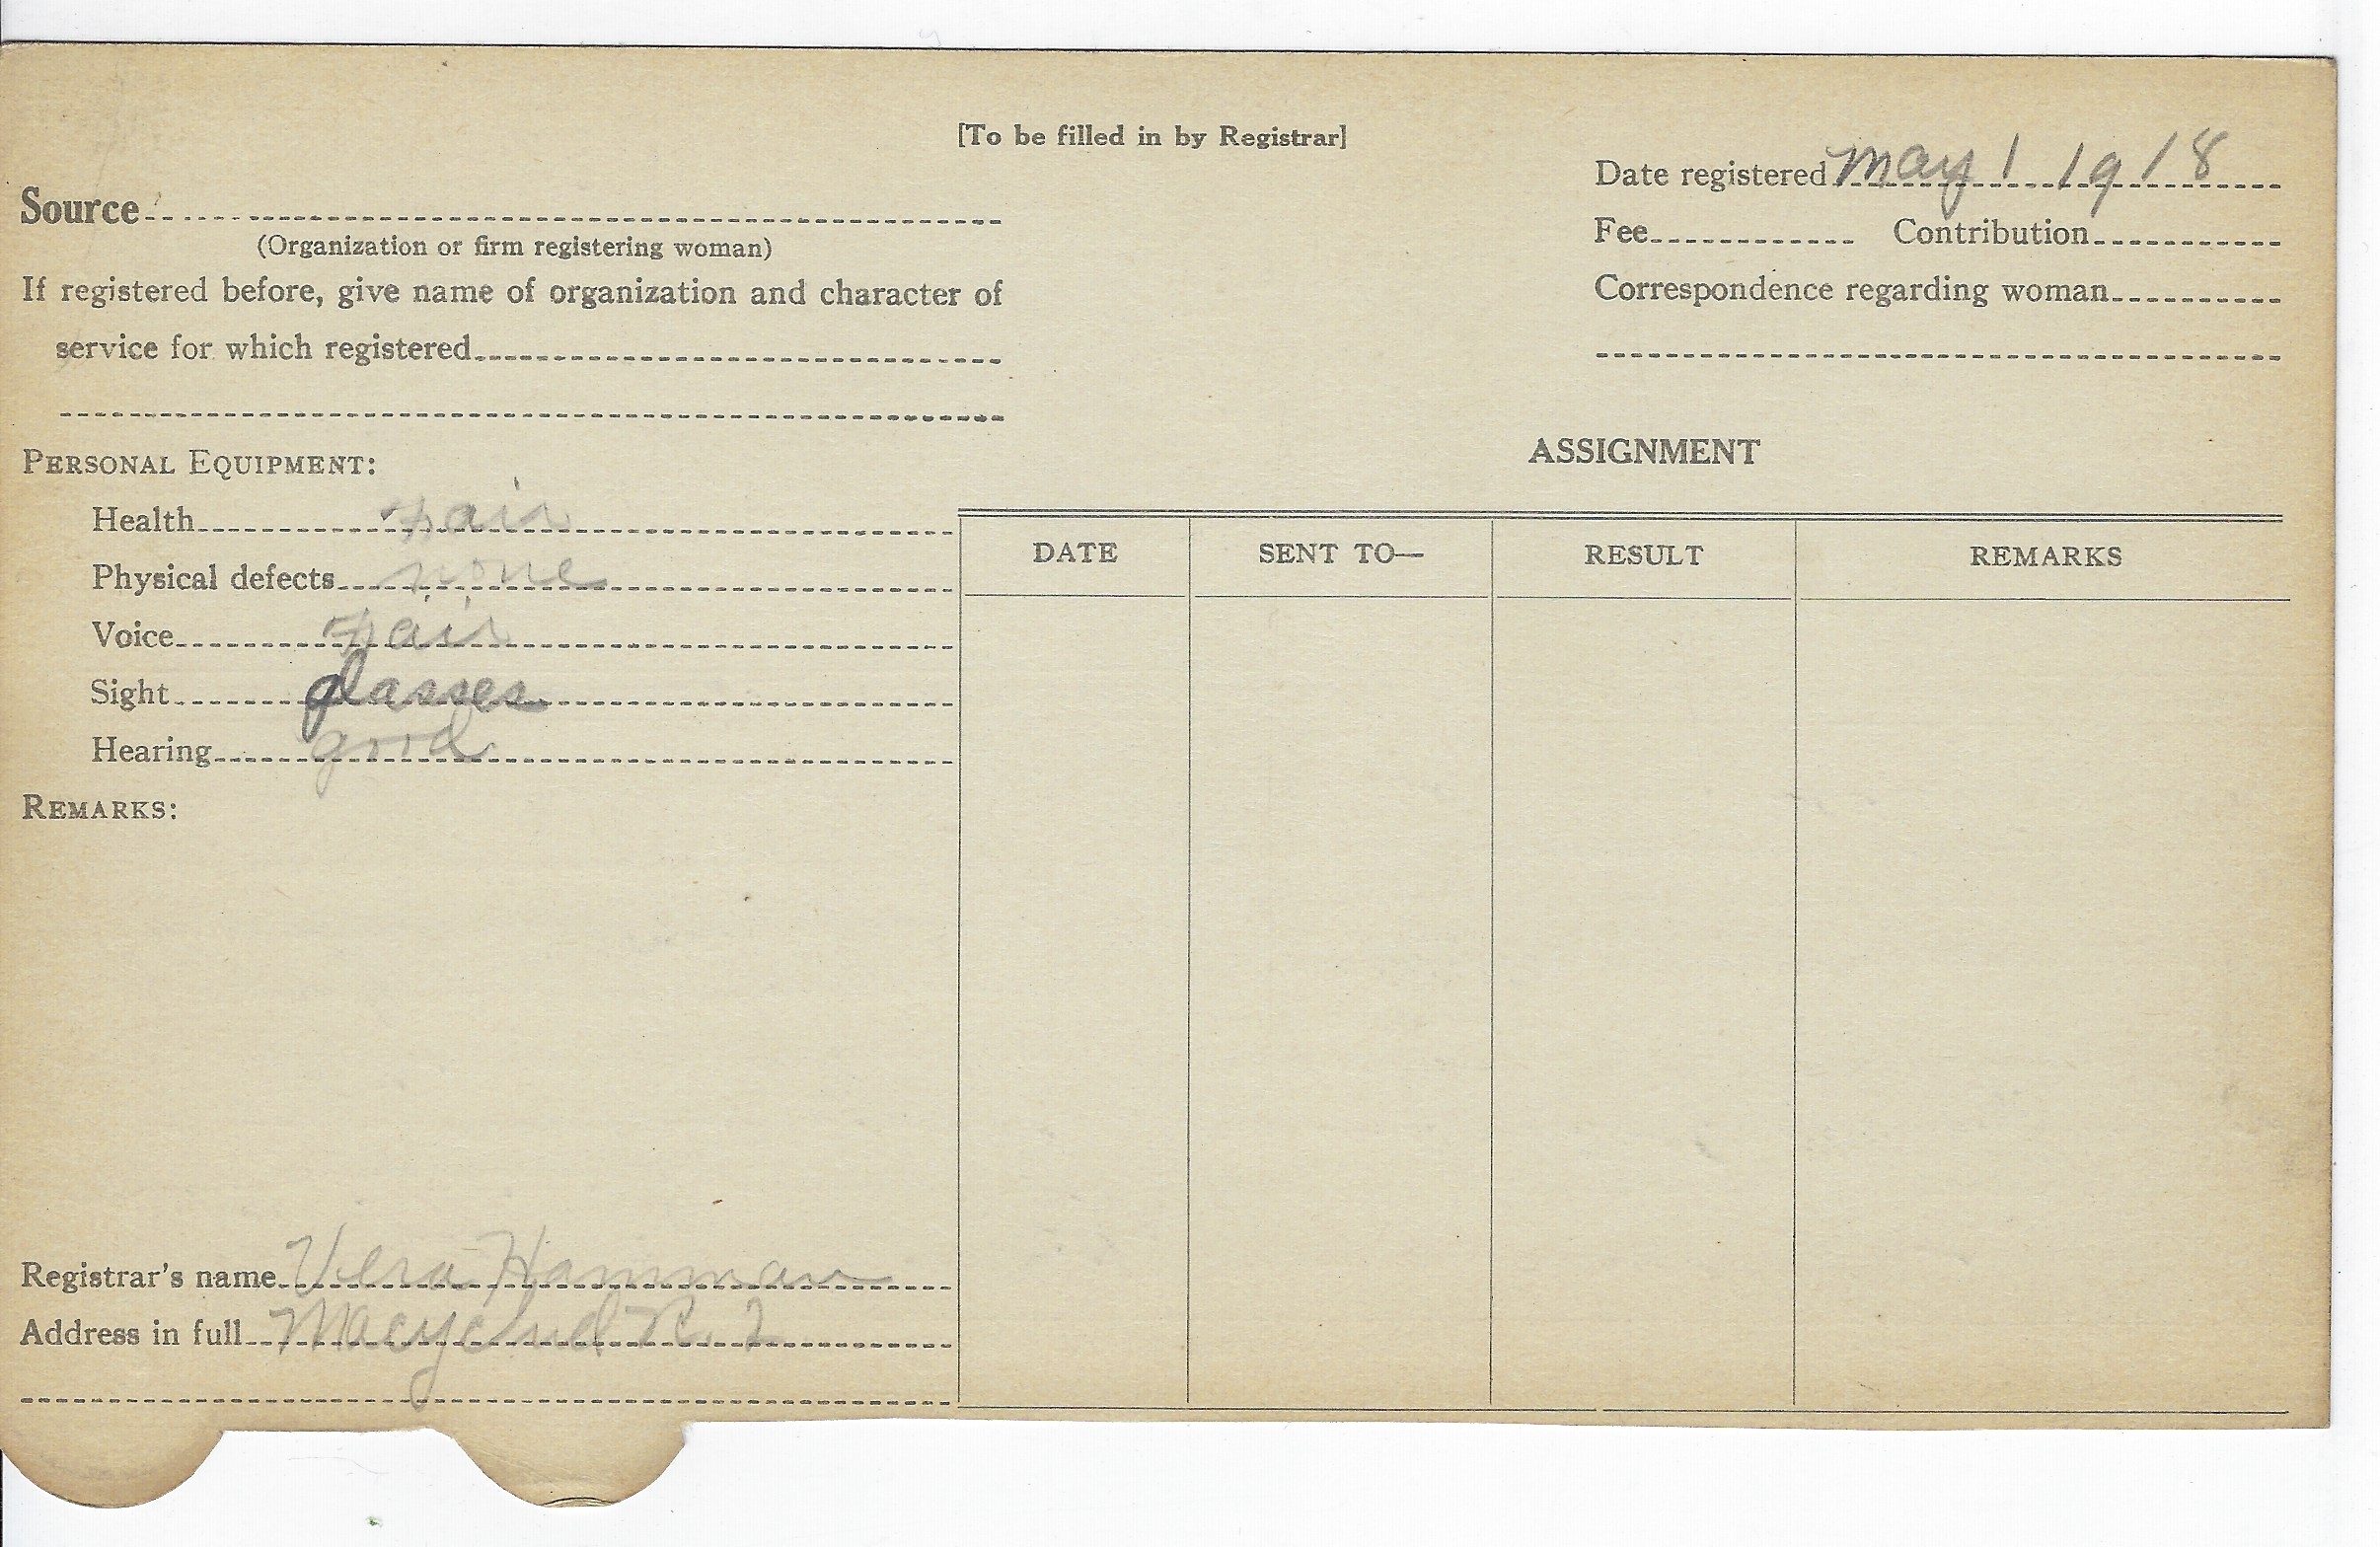 [To be filled in by Registrar]
Date registered May 1 1918
Source
(Organization or firm registering woman)
Fee Contribution
If registered before, give name of organization and character of
Correspondence regarding woman
service for which registered
ASSIGNMENT
PERSONAL EQUIPMENT:
Health fair
Physical defects none
Voice fair
Sight glasses
Hearing good
DATE SENT TO— RESULT REMARKS
REMARKS:
Registrar's name Vera Hamman
Address in full Macy Ind R. 2